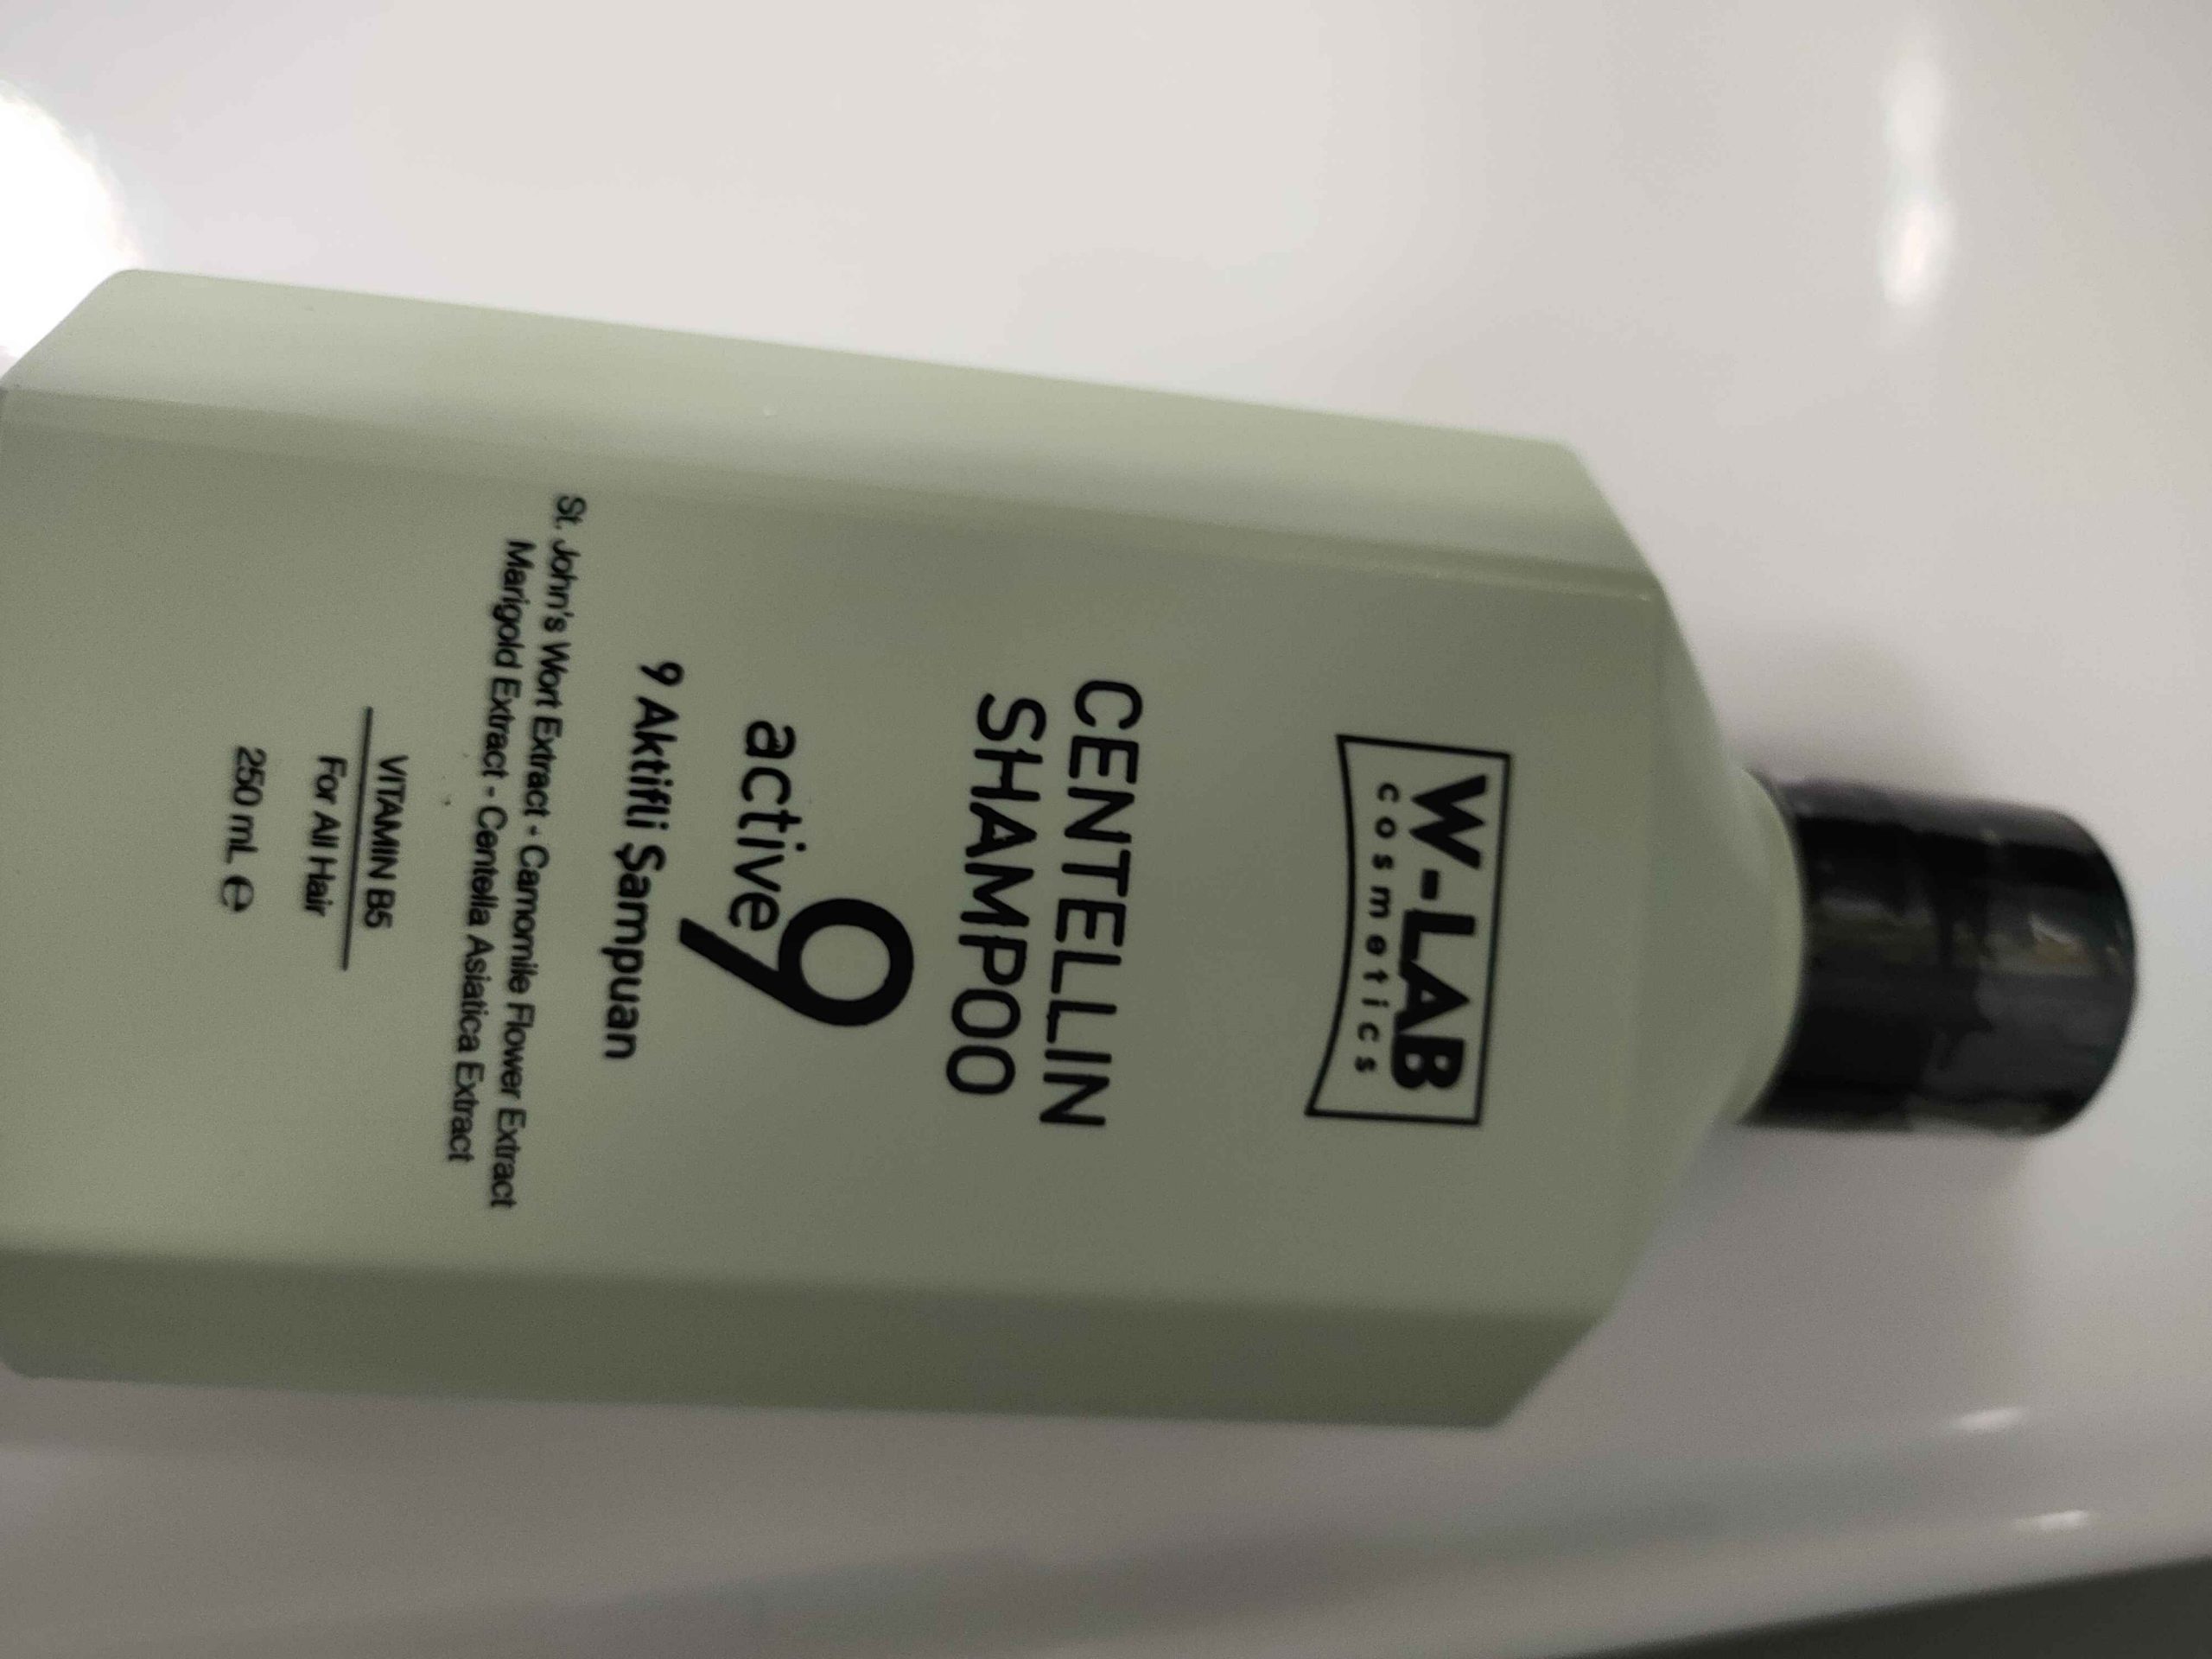 W-LAB
cosmetics
CENTELLIN
SHAMPOO
active 9
9 Aktifli Şampuan
St. John's Wort Extract - Camomile Flower Extract
Marigold Extract - Centella Asiatica Extract
VITAMIN B5
For All Hair
250 mL ℮